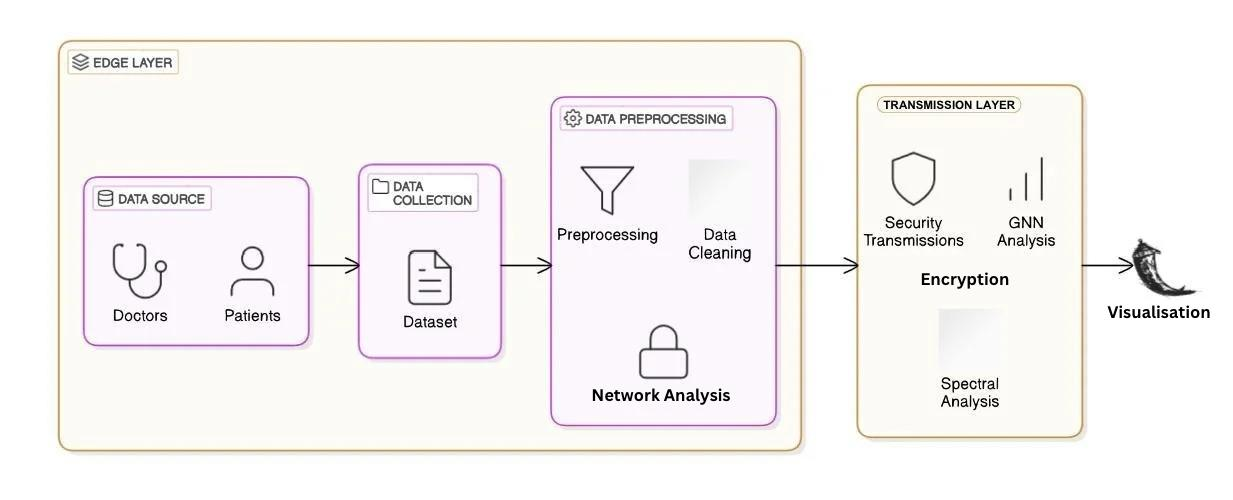 EDGE LAYER
DATA SOURCE
Doctors
Patients
DATA
COLLECTION
Dataset
DATA PREPROCESSING
Preprocessing
Data
Cleaning
Network Analysis
TRANSMISSION LAYER
Security
Transmissions
GNN
Analysis
Encryption
Spectral
Analysis
Visualisation